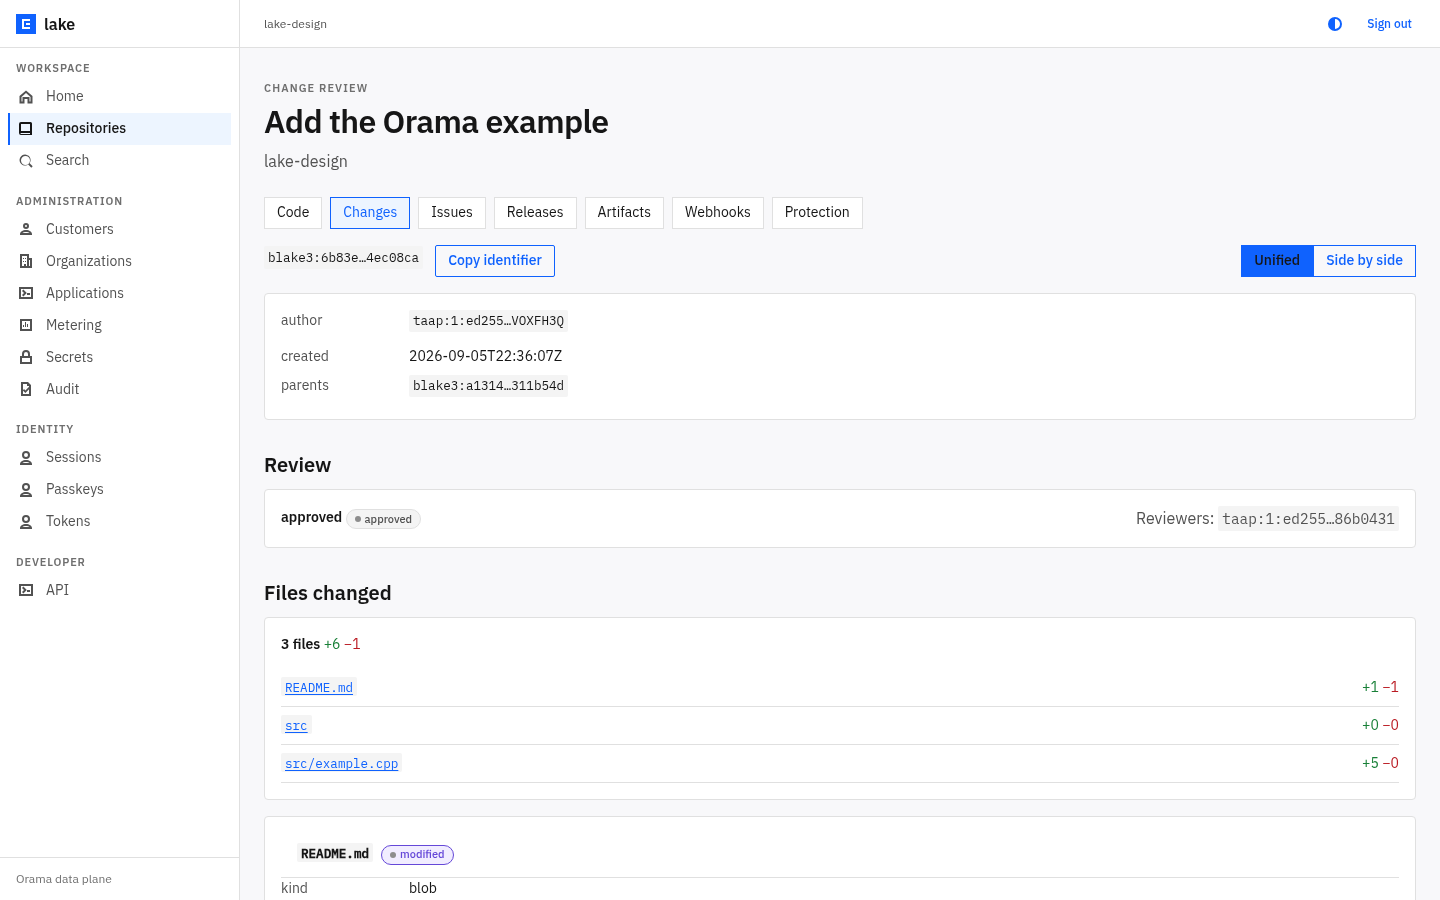 lake
lake-design
Sign out
WORKSPACE
Home
Repositories
Search
ADMINISTRATION
Customers
Organizations
Applications
Metering
Secrets
Audit
IDENTITY
Sessions
Passkeys
Tokens
DEVELOPER
API
Orama data plane
CHANGE REVIEW
Add the Orama example
lake-design
Code
Changes
Issues
Releases
Artifacts
Webhooks
Protection
blake3:6b83e…4ec08ca
Copy identifier
Unified
Side by side
author taap:1:ed255…VOXFH3Q
created 2026-09-05T22:36:07Z
parents blake3:a1314…311b54d
Review
approved approved
Reviewers: taap:1:ed255…86b0431
Files changed
3 files +6 −1
README.md +1 −1
src +0 −0
src/example.cpp +5 −0
README.md modified
kind blob